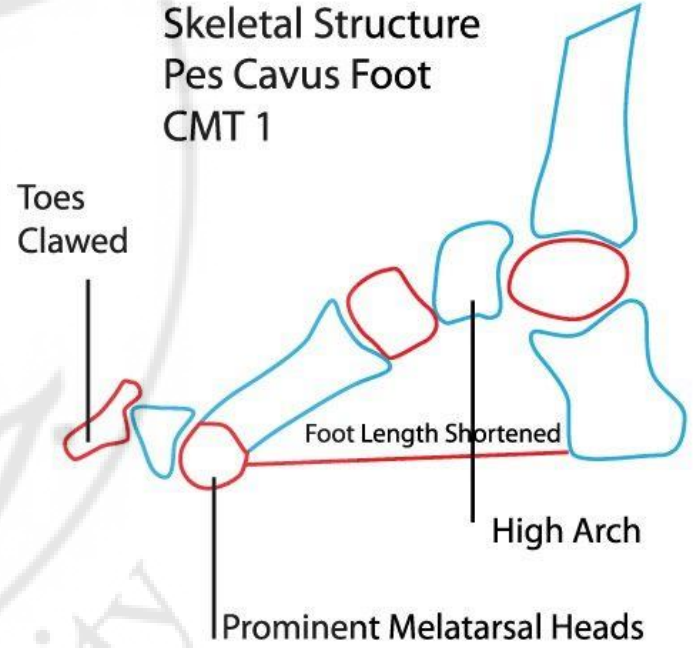 Skeletal Structure
Pes Cavus Foot
CMT 1
Toes
Clawed
Foot Length Shortened
High Arch
Prominent Melatarsal Heads